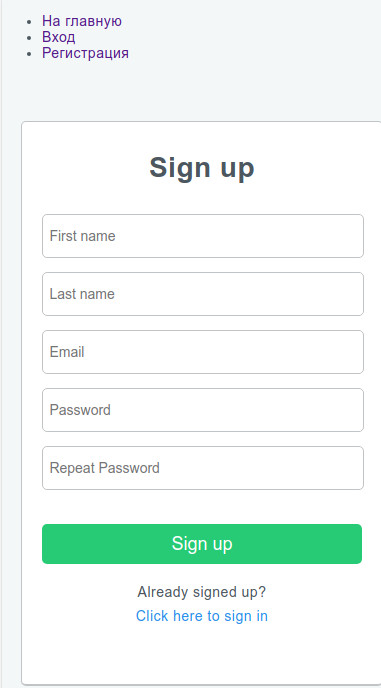 На главную
Вход
Регистрация
Sign up
First name
Last name
Email
Password
Repeat Password
Sign up
Already signed up?
Click here to sign in